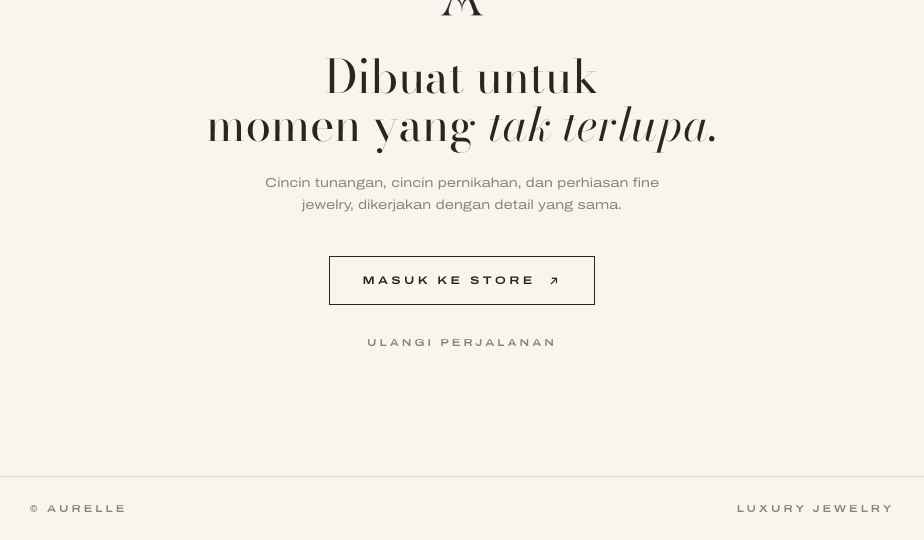 Dibuat untuk
momen yang tak terlupa.
Cincin tunangan, cincin pernikahan, dan perhiasan fine
jewelry, dikerjakan dengan detail yang sama.
MASUK KE STORE ↗
ULANGI PERJALANAN
© AURELLE
LUXURY JEWELRY